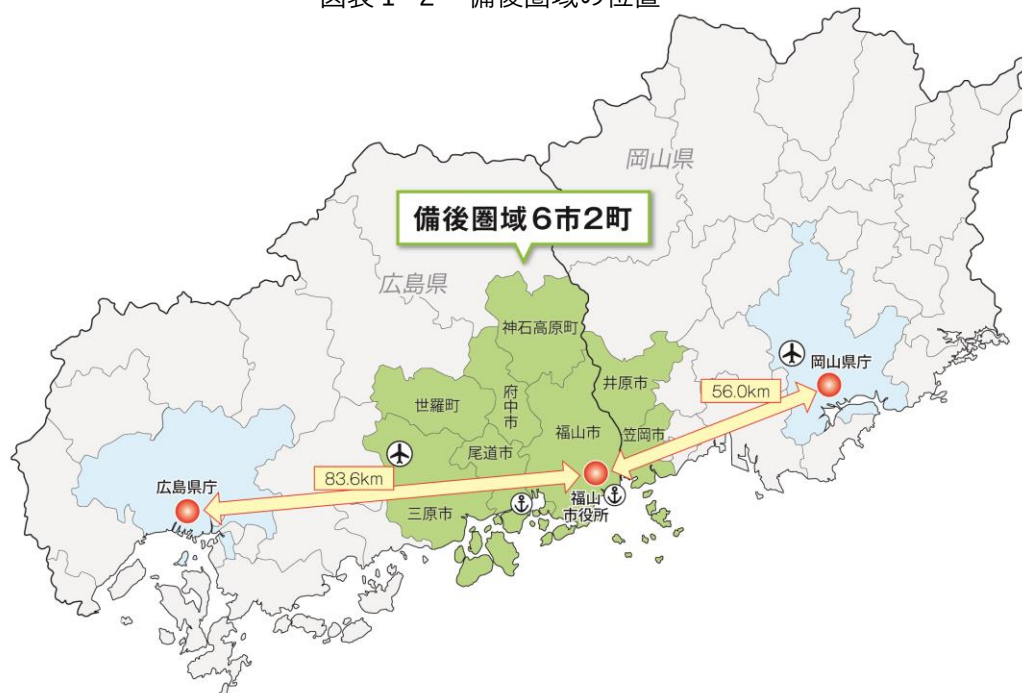 図表1-2 備後圏域の位置
岡山県
備後圏域6市2町
広島県
神石高原町
岡山県庁
井原市
56.0km
世羅町
府中市
福山市
笠岡市
尾道市
広島県庁
83.6km
三原市
福山
市役所